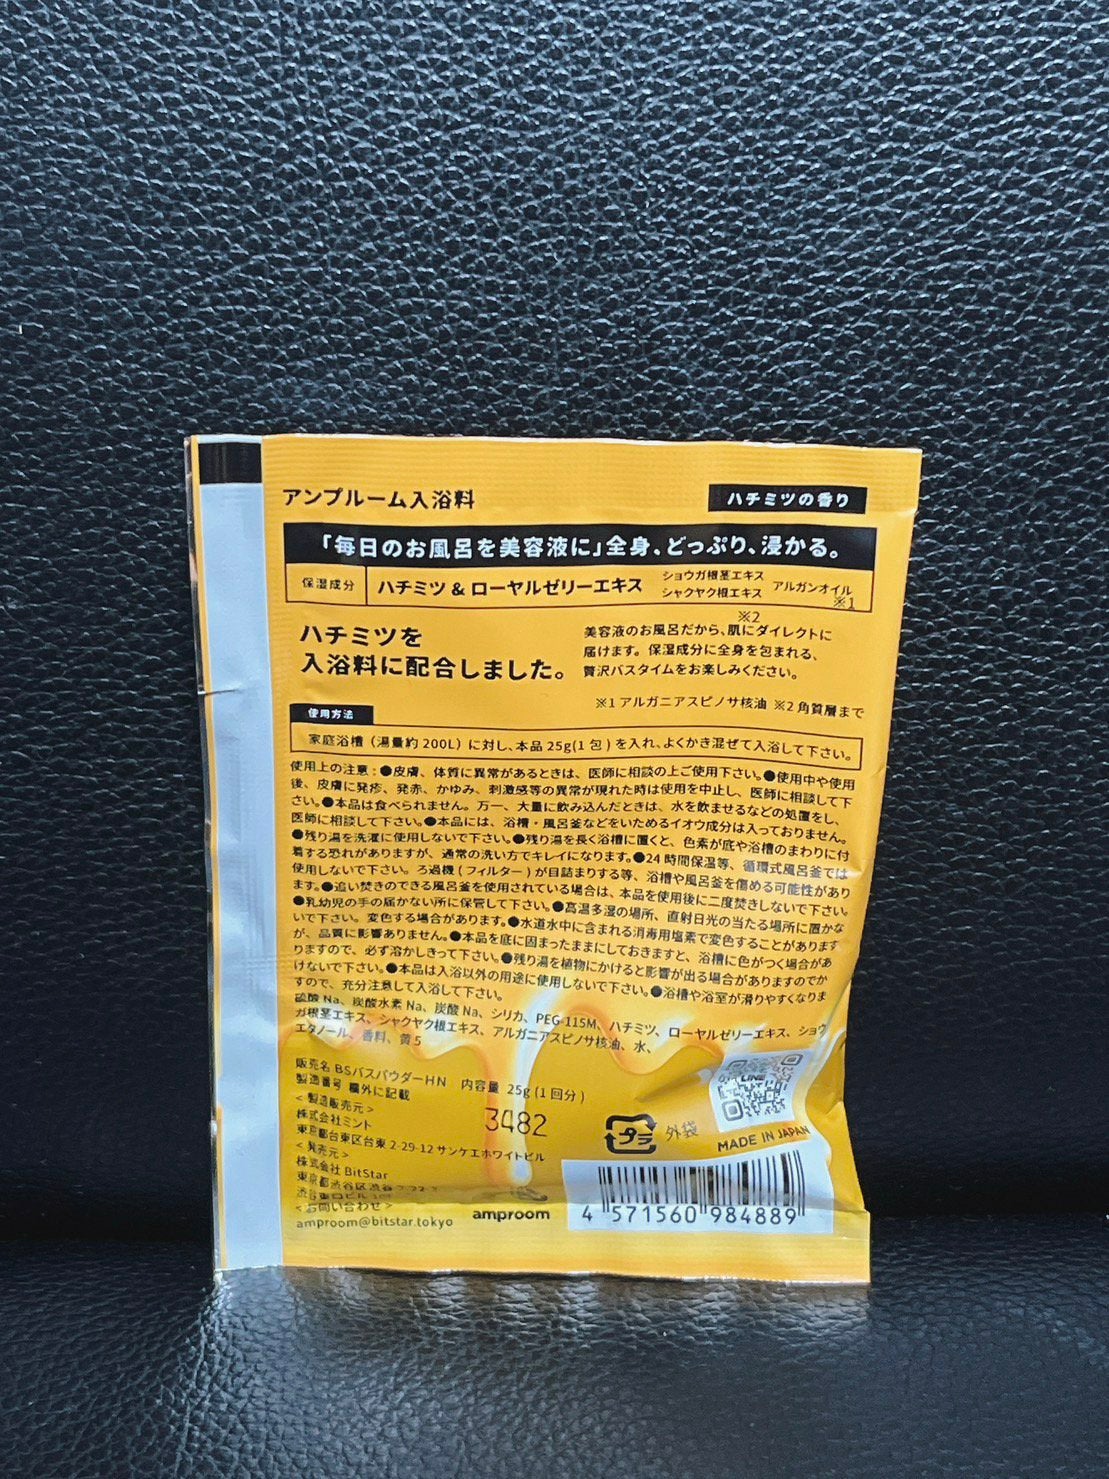 アンプルーム入浴料
ハチミツの香り
「毎日のお風呂を美容液に」全身、どっぷり、浸かる。
保湿成分
ハチミツ & ローヤルゼリーエキス
ショウガ根茎エキス
シャクヤク根エキス
アルガンオイル
※1
ハチミツを
入浴料に配合しました。
※2
美容液のお風呂だから、肌にダイレクトに
届けます。保湿成分に全身を包まれる、
贅沢バスタイムをお楽しみください。
※1 アルガニアスピノサ核油 ※2 角質層まで
使用方法
家庭浴槽（湯量約 200L）に対し、本品 25g(1 包) を入れ、よくかき混ぜて入浴して下さい。
使用上の注意：●皮膚、体質に異常があるときは、医師に相談の上ご使用下さい。●使用中や使用
後、皮膚に発疹、発赤、かゆみ、刺激感等の異常が現れた時は使用を中止し、医師に相談して下
さい。●本品は食べられません。万一、大量に飲み込んだときは、水を飲ませるなどの処置をし、
医師に相談して下さい。●本品には、浴槽・風呂釜などをいためるイオウ成分は入っておりません。
●残り湯を洗濯に使用しないで下さい。●残り湯を長く浴槽に置くと、色素が底や浴槽のまわりに付
着する恐れがありますが、通常の洗い方でキレイになります。●24 時間保温等、循環式風呂釜では
使用しないで下さい。ろ過機 (フィルター) が目詰まりする等、浴槽や風呂釜を傷める可能性があり
ます。●追い焚きのできる風呂釜を使用されている場合は、本品を使用後に二度焚きしないで下さい。
●乳幼児の手の届かない所に保管して下さい。●高温多湿の場所、直射日光の当たる場所に置かな
いで下さい。変色する場合があります。●水道水中に含まれる消毒用塩素で変色することがあります
が、品質に影響ありません。●本品を底に固まったままにしておきますと、浴槽に色がつく場合があ
りますので、必ず溶かしきって下さい。●残り湯を植物にかけると影響が出る場合がありますのでか
けないで下さい。●本品は入浴以外の用途に使用しないで下さい。●浴槽や浴室が滑りやすくなりま
すので、充分注意して入浴して下さい。
硫酸 Na、炭酸水素 Na、炭酸 Na、シリカ、PEG-115M、ハチミツ、ローヤルゼリーエキス、ショウ
ガ根茎エキス、シャクヤク根エキス、アルガニアスピノサ核油、水、
エタノール、香料、黄 5
販売名 BSバスパウダーHN 内容量 25g (1 回分)
製造番号 欄外に記載
3482
＜製造販売元＞
株式会社ミント
東京都台東区台東 2-29-12 サンケエホワイトビル
＜発売元＞
株式会社 BitStar
東京都渋谷区渋谷
＜お問い合わせ＞
amproom@bitstar.tokyo
amproom
LINE
プラ
外袋
MADE IN JAPAN
4 571560 984889